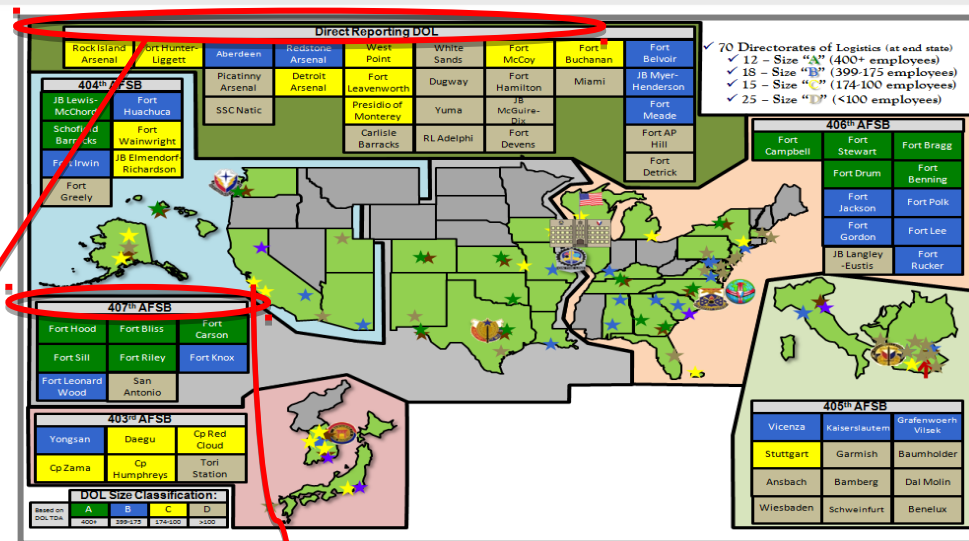 Direct Reporting DOL
Rock Island Arsenal
Fort Hunter-Liggett
Aberdeen
Redstone Arsenal
West Point
White Sands
Fort McCoy
Fort Buchanan
Fort Belvoir
Picatinny Arsenal
Detroit Arsenal
Fort Leavenworth
Dugway
Fort Hamilton
Miami
JB Myer-Henderson
SSC Natic
Presidio of Monterey
Yuma
JB McGuire-Dix
Fort Meade
Carlisle Barracks
RL Adelphi
Fort Devens
Fort AP Hill
Fort Detrick
✓ 70 Directorates of Logistics (at end state)
✓ 12 – Size "A" (400+ employees)
✓ 18 – Size "B" (399-175 employees)
✓ 15 – Size "C" (174-100 employees)
✓ 25 – Size "D" (<100 employees)
404th AFSB
JB Lewis-McChord
Fort Huachuca
Schofield Barracks
Fort Wainwright
Fort Irwin
JB Elmendorf-Richardson
Fort Greely
406th AFSB
Fort Campbell
Fort Stewart
Fort Bragg
Fort Drum
Fort Benning
Fort Jackson
Fort Polk
Fort Gordon
Fort Lee
JB Langley-Eustis
Fort Rucker
407th AFSB
Fort Hood
Fort Bliss
Fort Carson
Fort Sill
Fort Riley
Fort Knox
Fort Leonard Wood
San Antonio
403rd AFSB
Yongsan
Daegu
Cp Red Cloud
Cp Zama
Cp Humphreys
Tori Station
405th AFSB
Vicenza
Kaiserslautern
Grafenwoerh Vilsek
Stuttgart
Garmish
Baumholder
Ansbach
Bamberg
Dal Molin
Wiesbaden
Schweinfurt
Benelux
DOL Size Classification:
Based on DOL TDA
A
B
C
D
400+
399-175
174-100
>100